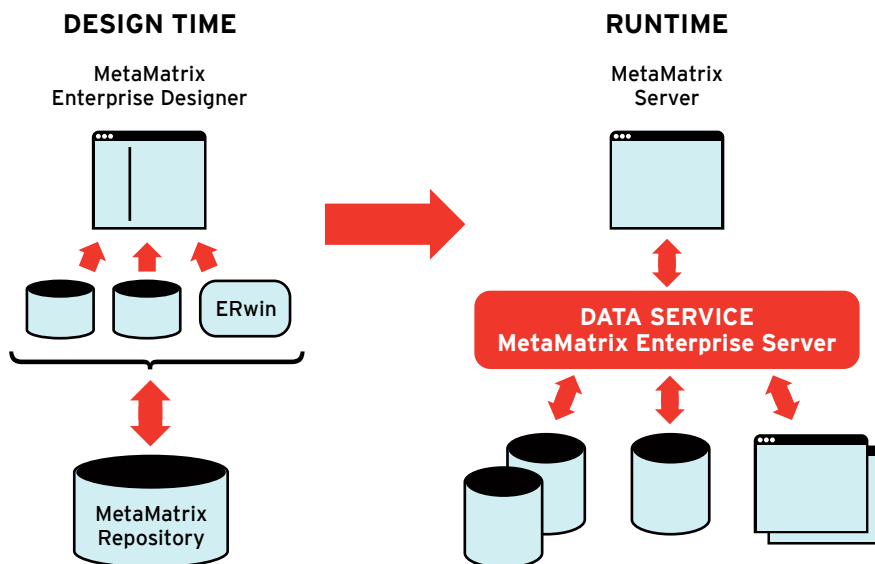 DESIGN TIME
MetaMatrix
Enterprise Designer
ERwin
MetaMatrix
Repository
RUNTIME
MetaMatrix
Server
DATA SERVICE
MetaMatrix Enterprise Server